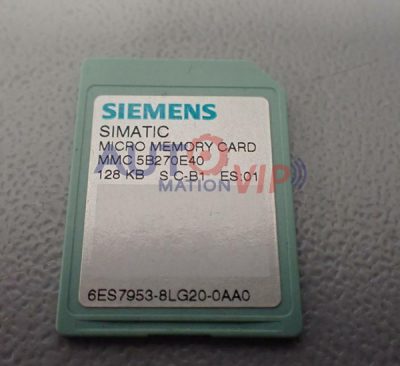 SIEMENS
SIMATIC
MICRO MEMORY CARD
MMC 5B270E40
128 KB S C-B1 ES:01
AUTOMATION VIP
6ES7953-8LG20-0AA0